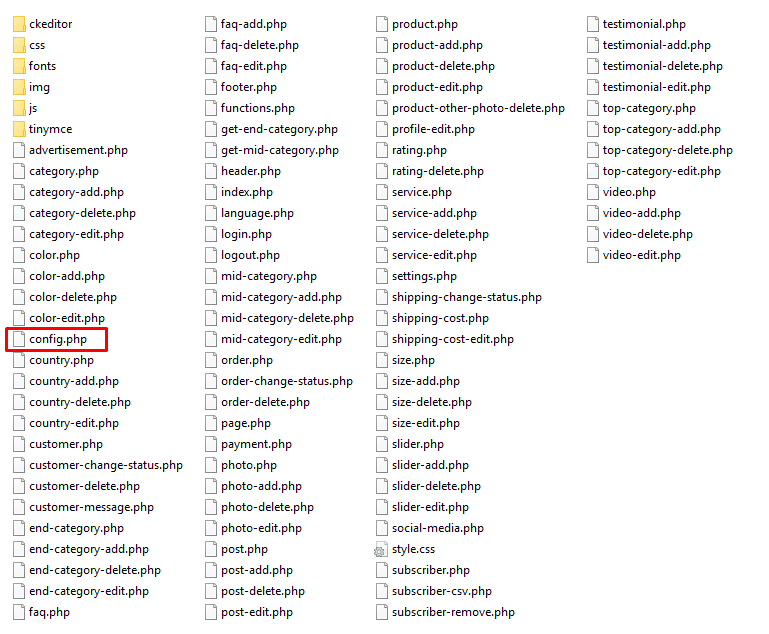 ckeditor
css
fonts
img
js
tinymce
advertisement.php
category.php
category-add.php
category-delete.php
category-edit.php
color.php
color-add.php
color-delete.php
color-edit.php
config.php
country.php
country-add.php
country-delete.php
country-edit.php
customer.php
customer-change-status.php
customer-delete.php
customer-message.php
end-category.php
end-category-add.php
end-category-delete.php
end-category-edit.php
faq.php
faq-add.php
faq-delete.php
faq-edit.php
footer.php
functions.php
get-end-category.php
get-mid-category.php
header.php
index.php
language.php
login.php
logout.php
mid-category.php
mid-category-add.php
mid-category-delete.php
mid-category-edit.php
order.php
order-change-status.php
order-delete.php
page.php
payment.php
photo.php
photo-add.php
photo-delete.php
photo-edit.php
post.php
post-add.php
post-delete.php
post-edit.php
product.php
product-add.php
product-delete.php
product-edit.php
product-other-photo-delete.php
profile-edit.php
rating.php
rating-delete.php
service.php
service-add.php
service-delete.php
service-edit.php
settings.php
shipping-change-status.php
shipping-cost.php
shipping-cost-edit.php
size.php
size-add.php
size-delete.php
size-edit.php
slider.php
slider-add.php
slider-delete.php
slider-edit.php
social-media.php
style.css
subscriber.php
subscriber-csv.php
subscriber-remove.php
testimonial.php
testimonial-add.php
testimonial-delete.php
testimonial-edit.php
top-category.php
top-category-add.php
top-category-delete.php
top-category-edit.php
video.php
video-add.php
video-delete.php
video-edit.php